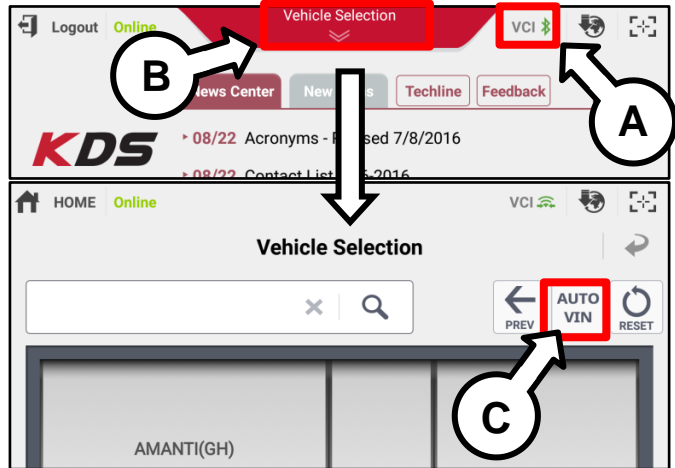 Logout Online Vehicle Selection VCI
B
A
News Center New Techline Feedback
KDS
08/22 Acronyms - sed 7/8/2016
08/22 Contact List 2016
HOME Online VCI
Vehicle Selection
PREV
AUTO
VIN
RESET
C
AMANTI(GH)